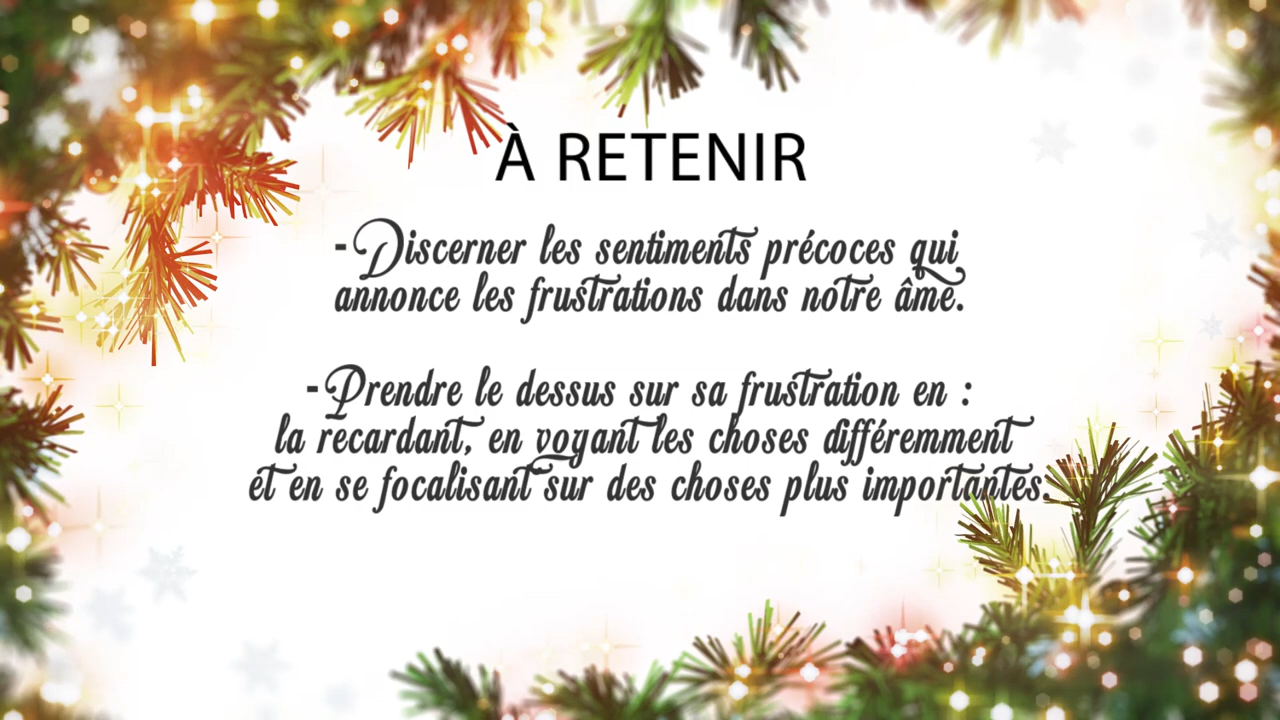 À RETENIR
-Discerner les sentiments précoces qui
annonce les frustrations dans notre âme.
-Prendre le dessus sur sa frustration en :
la recardant, en voyant les choses différemment
et en se focalisant sur des choses plus importantes.